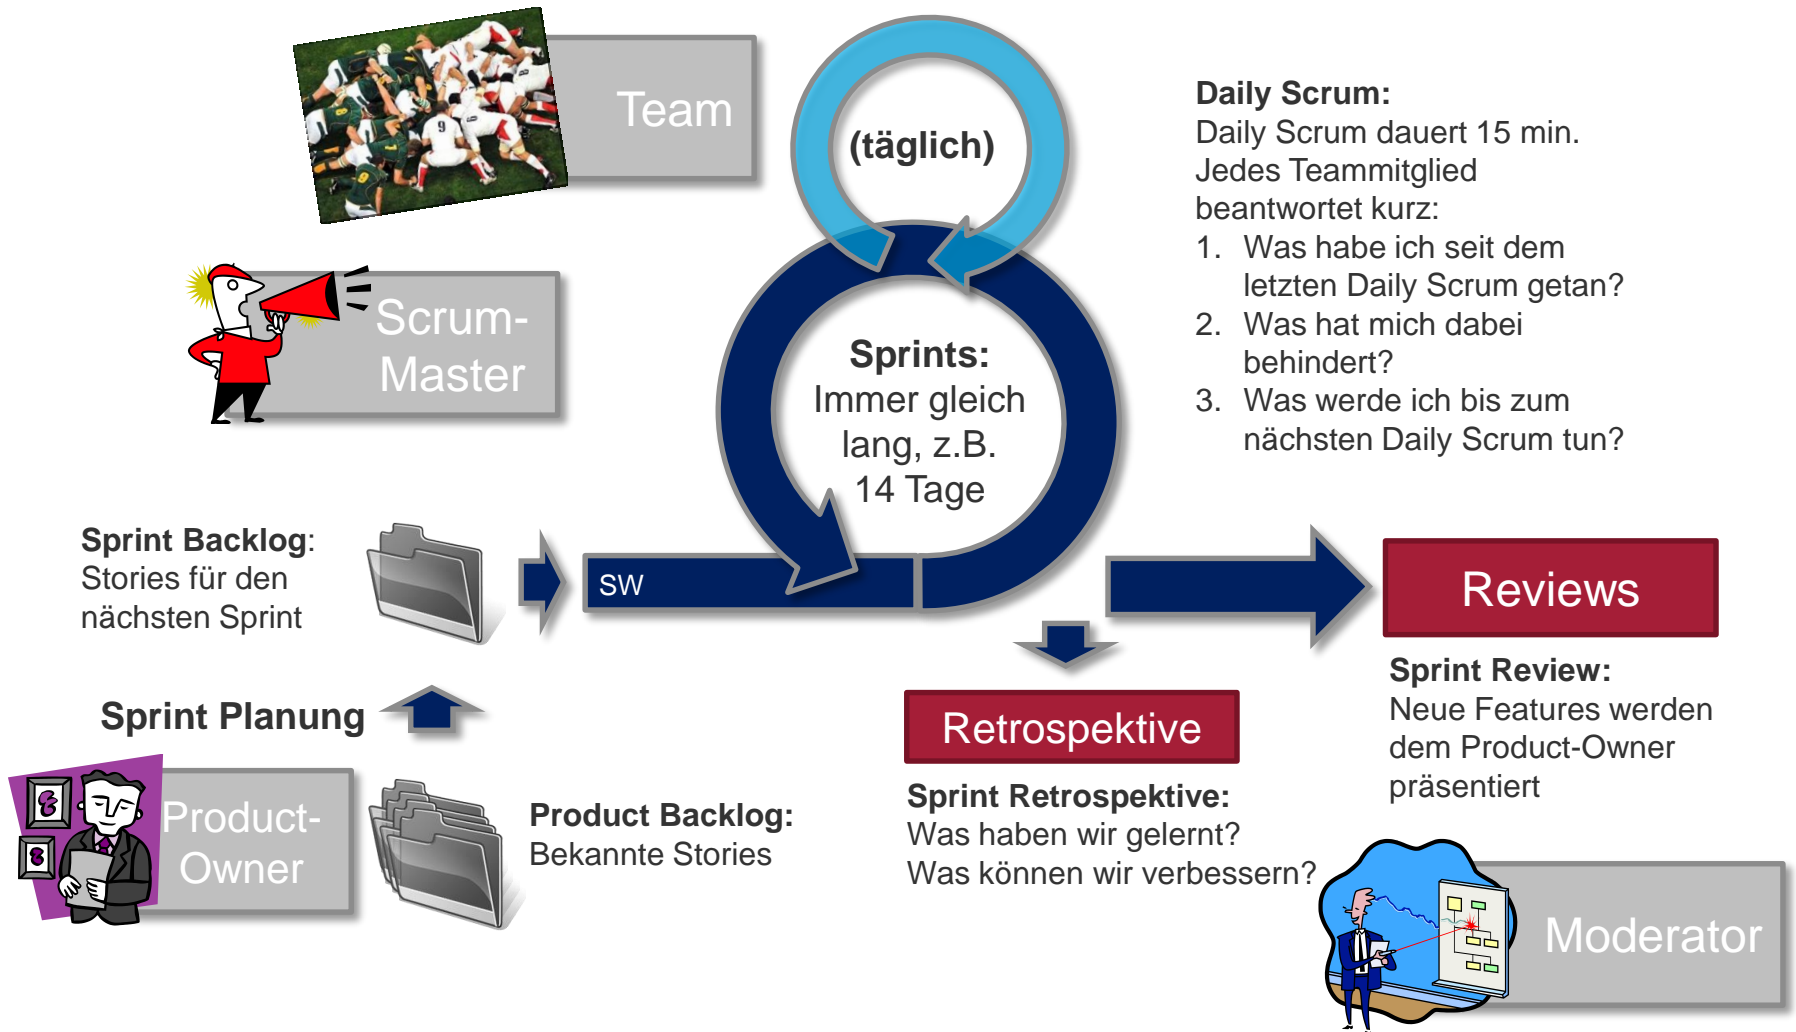 Team
(täglich)
Daily Scrum:
Daily Scrum dauert 15 min.
Jedes Teammitglied
beantwortet kurz:
1. Was habe ich seit dem
letzten Daily Scrum getan?
2. Was hat mich dabei
behindert?
3. Was werde ich bis zum
nächsten Daily Scrum tun?
Scrum-
Master
Sprints:
Immer gleich
lang, z.B.
14 Tage
Sprint Backlog:
Stories für den
nächsten Sprint
SW
Reviews
Sprint Review:
Neue Features werden
dem Product-Owner
präsentiert
Sprint Planung
Retrospektive
Sprint Retrospektive:
Was haben wir gelernt?
Was können wir verbessern?
Product-
Owner
Product Backlog:
Bekannte Stories
Moderator